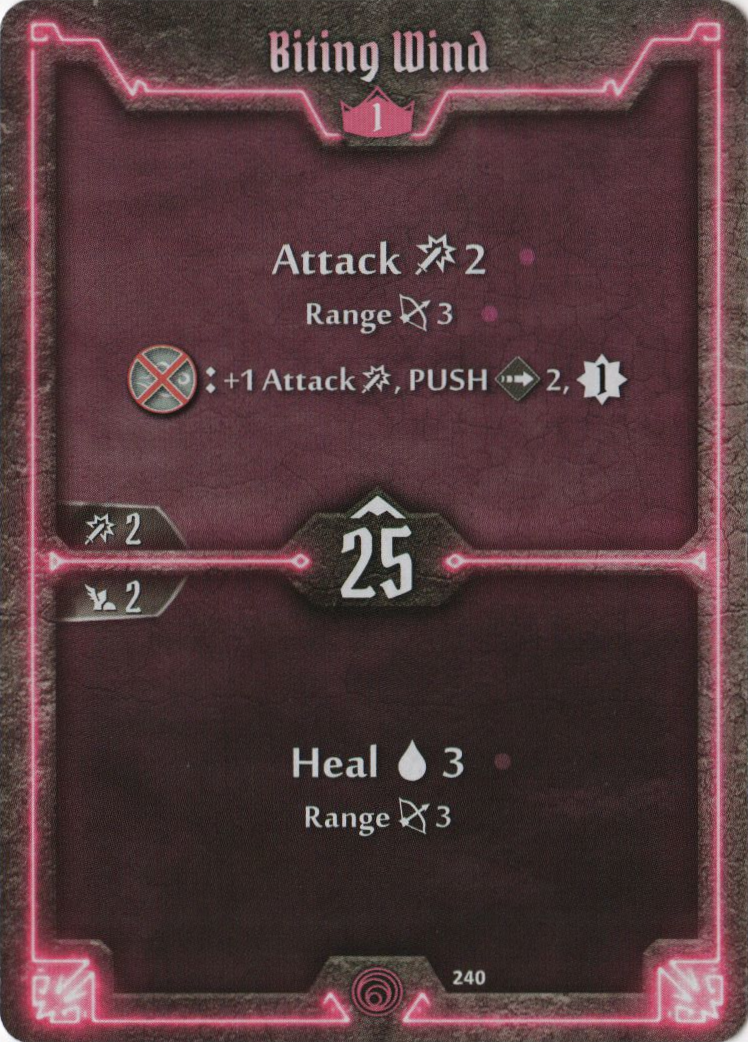 Biting Wind
1
Attack 2
Range 3
: +1 Attack, PUSH 2, 1
2
25
2
Heal 3
Range 3
240